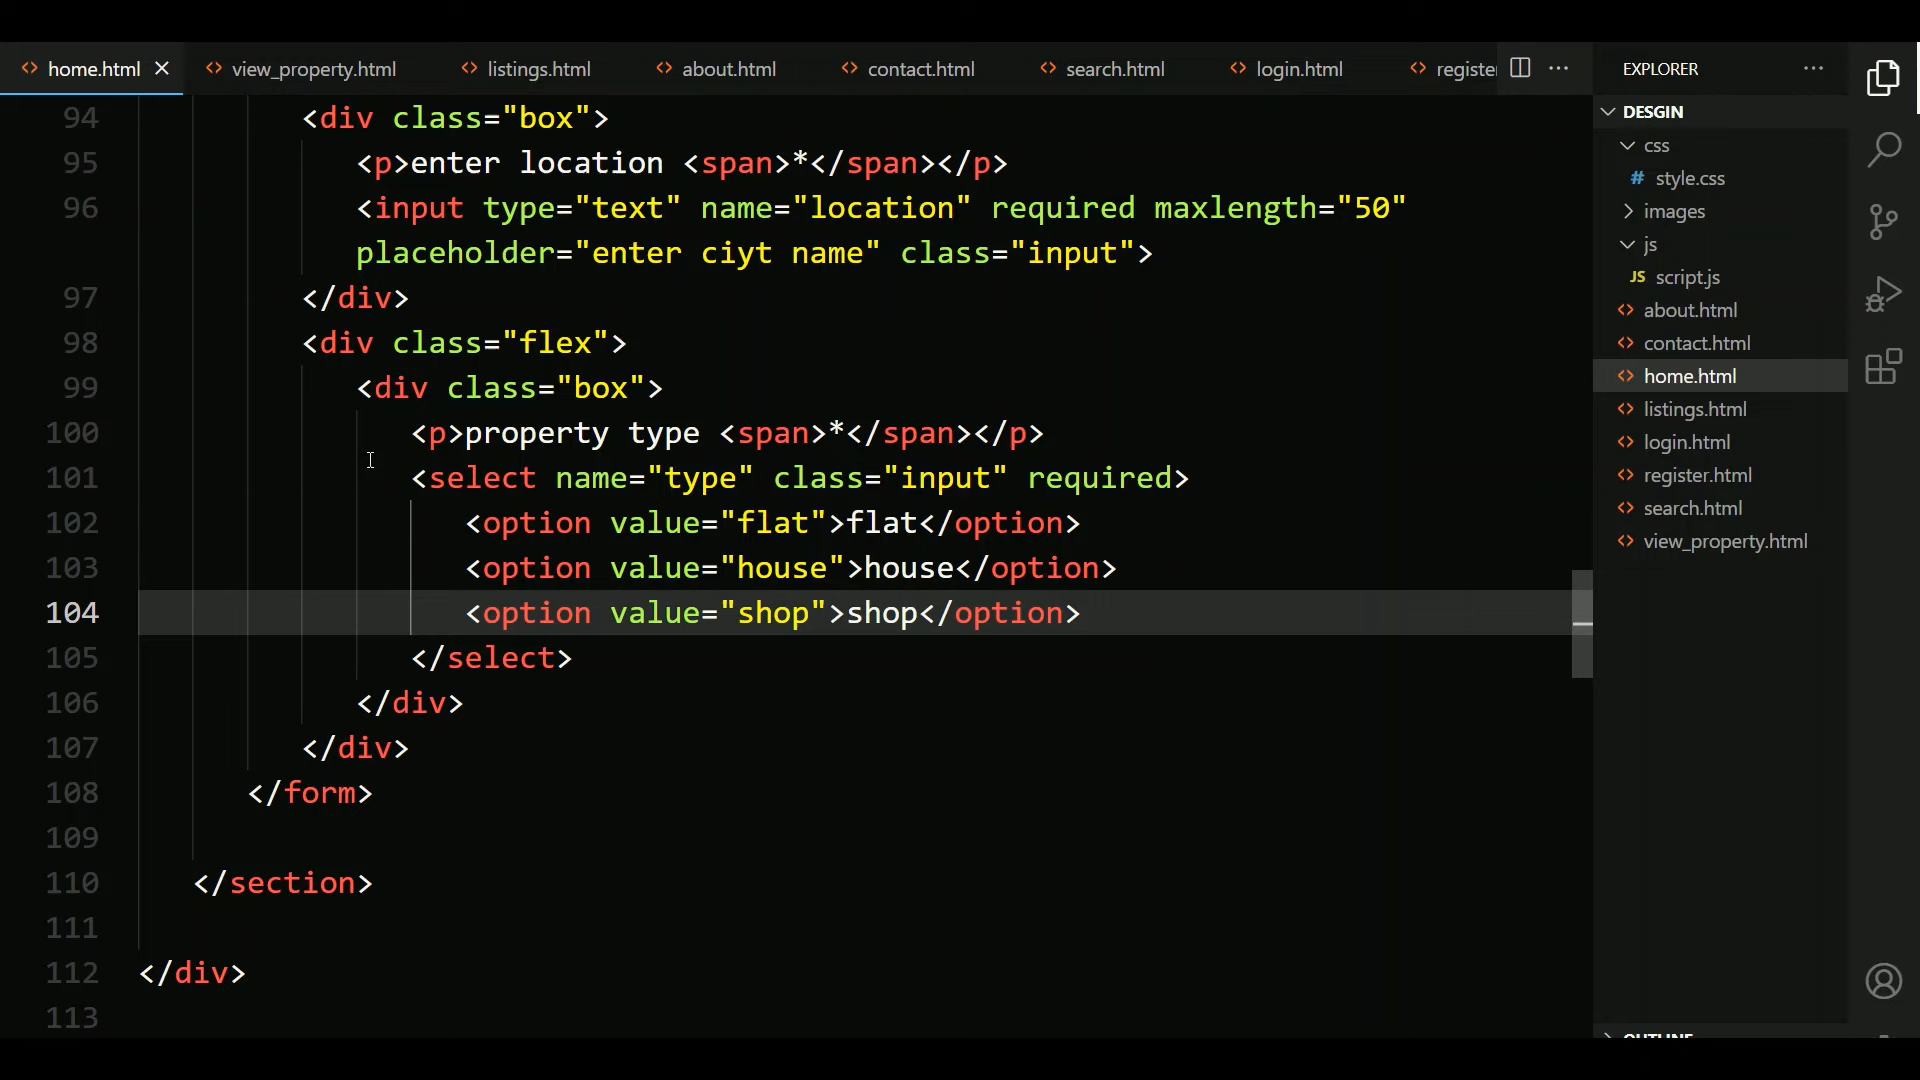 home.html
view_property.html
listings.html
about.html
contact.html
search.html
login.html
registe
94 <div class="box">
95 <p>enter location <span>*</span></p>
96 <input type="text" name="location" required maxlength="50"
placeholder="enter ciyt name" class="input">
97 </div>
98 <div class="flex">
99 <div class="box">
100 <p>property type <span>*</span></p>
101 <select name="type" class="input" required>
102 <option value="flat">flat</option>
103 <option value="house">house</option>
104 <option value="shop">shop</option>
105 </select>
106 </div>
107 </div>
108 </form>
109
110 </section>
111
112 </div>
113
EXPLORER
DESGIN
css
# style.css
images
js
JS script.js
about.html
contact.html
home.html
listings.html
login.html
register.html
search.html
view_property.html
OUTLINE